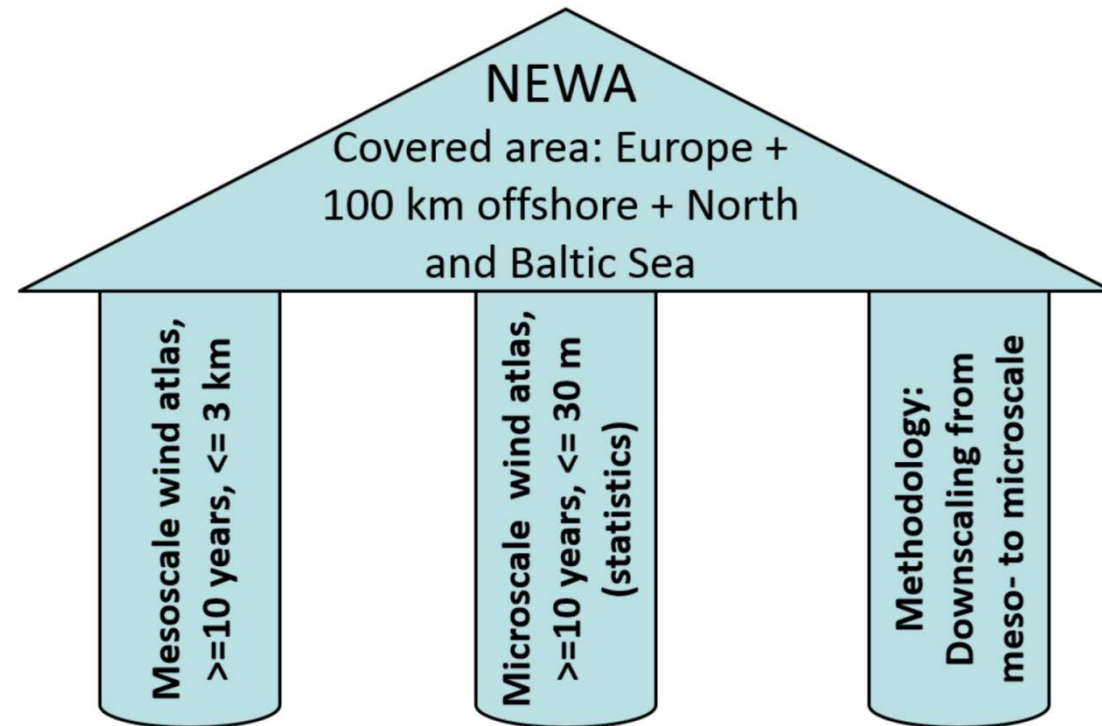 NEWA
Covered area: Europe +
100 km offshore + North
and Baltic Sea
Mesoscale wind atlas,
>=10 years, <= 3 km
Microscale wind atlas,
>=10 years, <= 30 m
(statistics)
Methodology:
Downscaling from
meso- to microscale